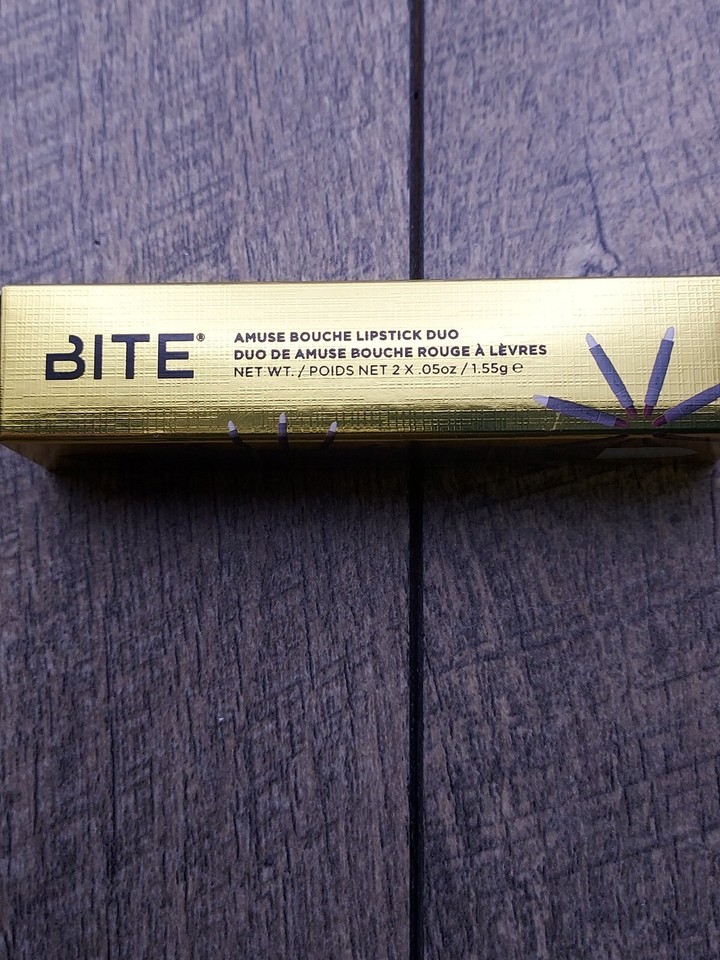 BITE®
AMUSE BOUCHE LIPSTICK DUO
DUO DE AMUSE BOUCHE ROUGE À LÈVRES
NET WT. / POIDS NET 2 X .05oz / 1.55g ℮